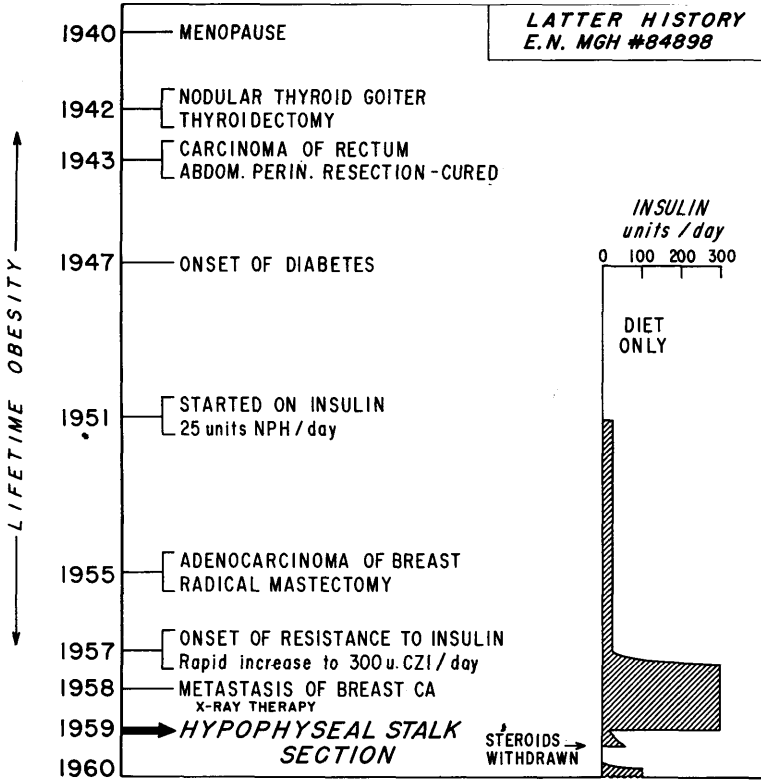 LATTER HISTORY
E.N. MGH #84898
1940 MENOPAUSE
1942 NODULAR THYROID GOITER
THYROIDECTOMY
1943 CARCINOMA OF RECTUM
ABDOM. PERIN. RESECTION-CURED
1947 ONSET OF DIABETES
1951 STARTED ON INSULIN
25 units NPH/day
1955 ADENOCARCINOMA OF BREAST
RADICAL MASTECTOMY
1957 ONSET OF RESISTANCE TO INSULIN
Rapid increase to 300 u. CZI/day
1958 METASTASIS OF BREAST CA
X-RAY THERAPY
1959 HYPOPHYSEAL STALK
SECTION
1960
LIFETIME OBESITY
INSULIN
units/day
0 100 200 300
DIET
ONLY
STEROIDS
WITHDRAWN